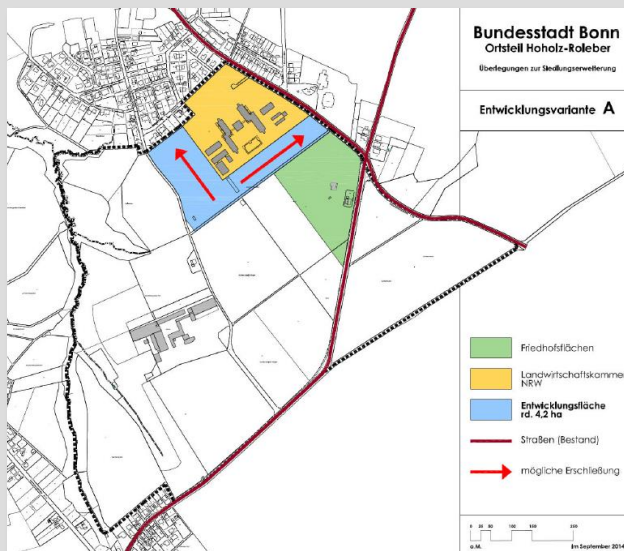 Bundesstadt Bonn
Ortsteil Hoholz-Roleber
Überlegungen zur Siedlungserweiterung
Entwicklungsvariante A
Friedhofsflächen
Landwirtschaftskammer
NRW
Entwicklungsfläche
rd. 4,2 ha
Straßen (Bestand)
mögliche Erschließung
o.M.
Im September 2014